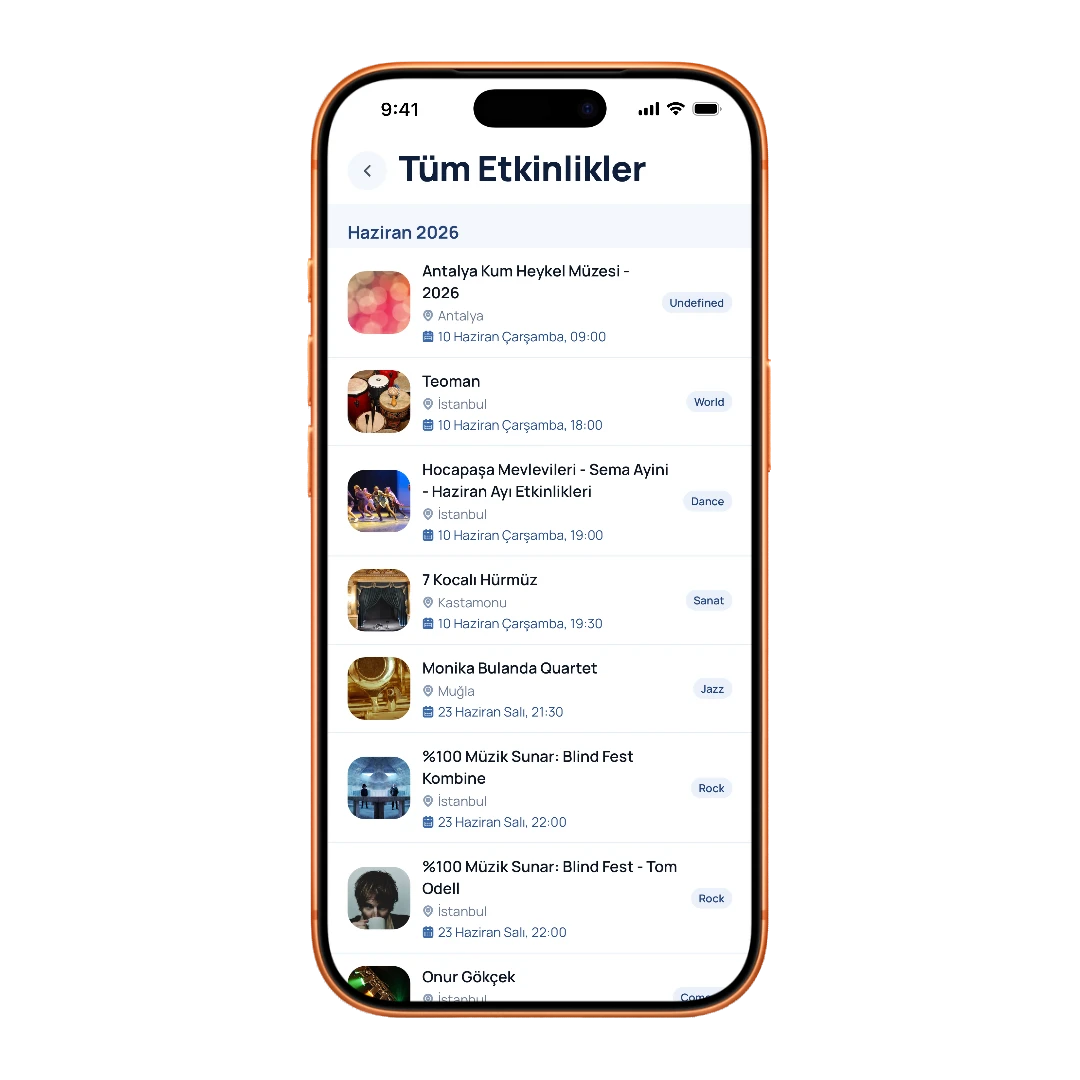 9:41
Tüm Etkinlikler
Haziran 2026
Antalya Kum Heykel Müzesi -
2026
Undefined
Antalya
10 Haziran Çarşamba, 09:00
Teoman
World
İstanbul
10 Haziran Çarşamba, 18:00
Hocapaşa Mevlevileri - Sema Ayini
- Haziran Ayı Etkinlikleri
Dance
İstanbul
10 Haziran Çarşamba, 19:00
7 Kocalı Hürmüz
Sanat
Kastamonu
10 Haziran Çarşamba, 19:30
Monika Bulanda Quartet
Jazz
Muğla
23 Haziran Salı, 21:30
%100 Müzik Sunar: Blind Fest
Kombine
Rock
İstanbul
23 Haziran Salı, 22:00
%100 Müzik Sunar: Blind Fest - Tom
Odell
Rock
İstanbul
23 Haziran Salı, 22:00
Onur Gökçek
İstanbul